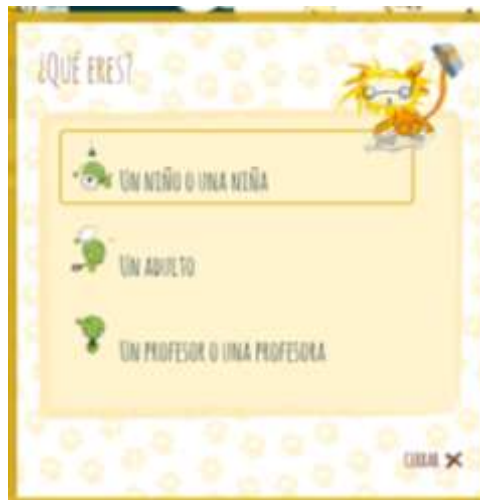 ¿QUÉ ERES?
UN NIÑO O UNA NIÑA
UN ADULTO
UN PROFESOR O UNA PROFESORA
CERRAR